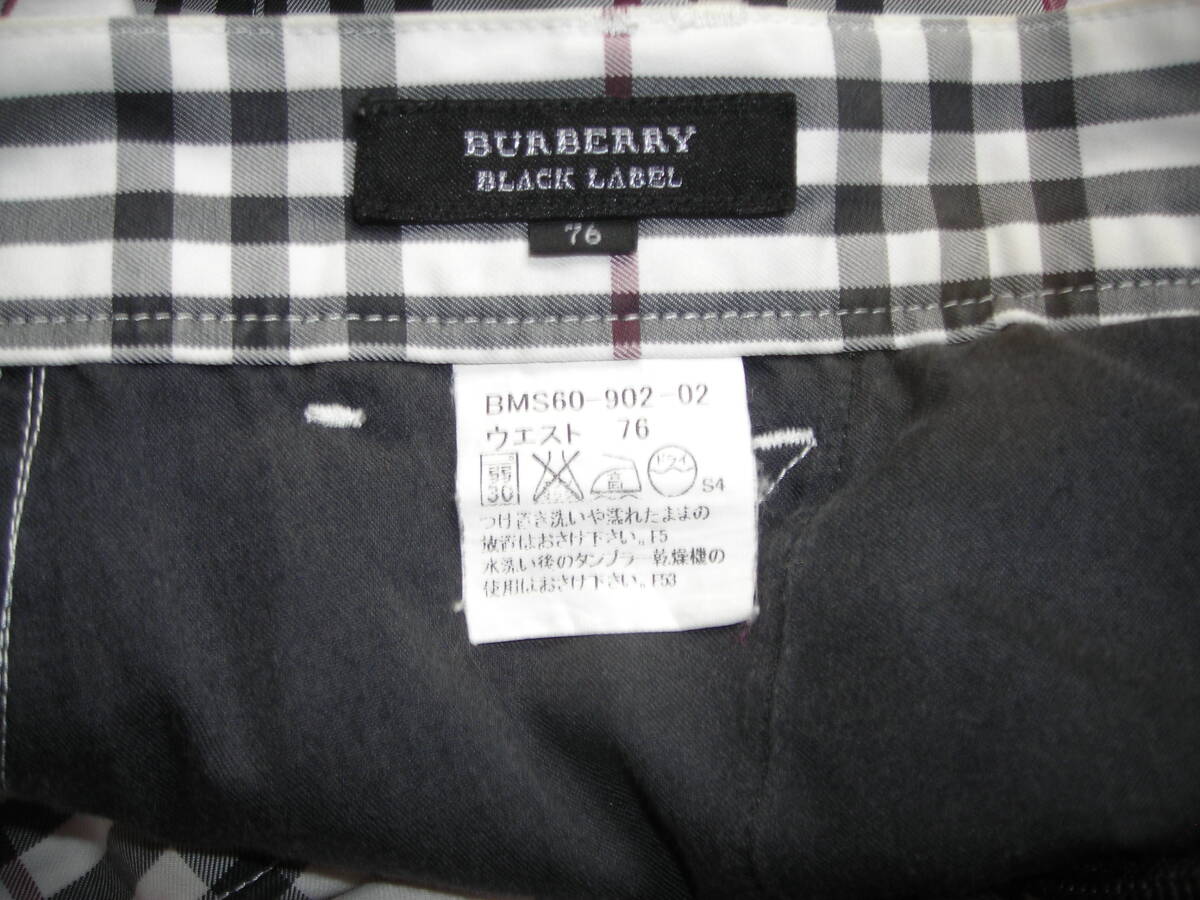 BURBERRY
BLACK LABEL
76
BMS60-902-02
ウエスト 76
弱 30 高 ドライ S4
つけ置き洗いや濡れたままの
放置はおさけ下さい。F5
水洗い後のタンブラー乾燥機の
使用はおさけ下さい。F53